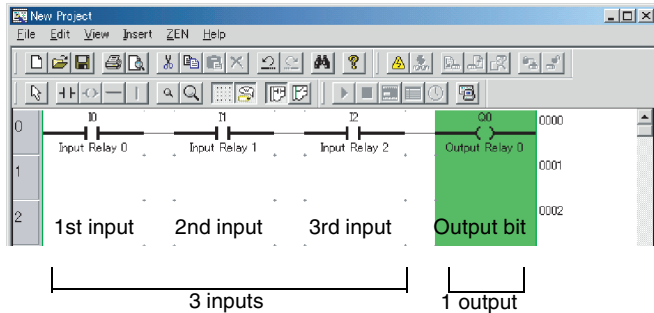 New Project
File Edit View Insert ZEN Help
0 I0 I1 I2 Q0 0000
Input Relay 0 Input Relay 1 Input Relay 2 Output Relay 0
1 0001
2 0002
1st input 2nd input 3rd input Output bit
3 inputs 1 output